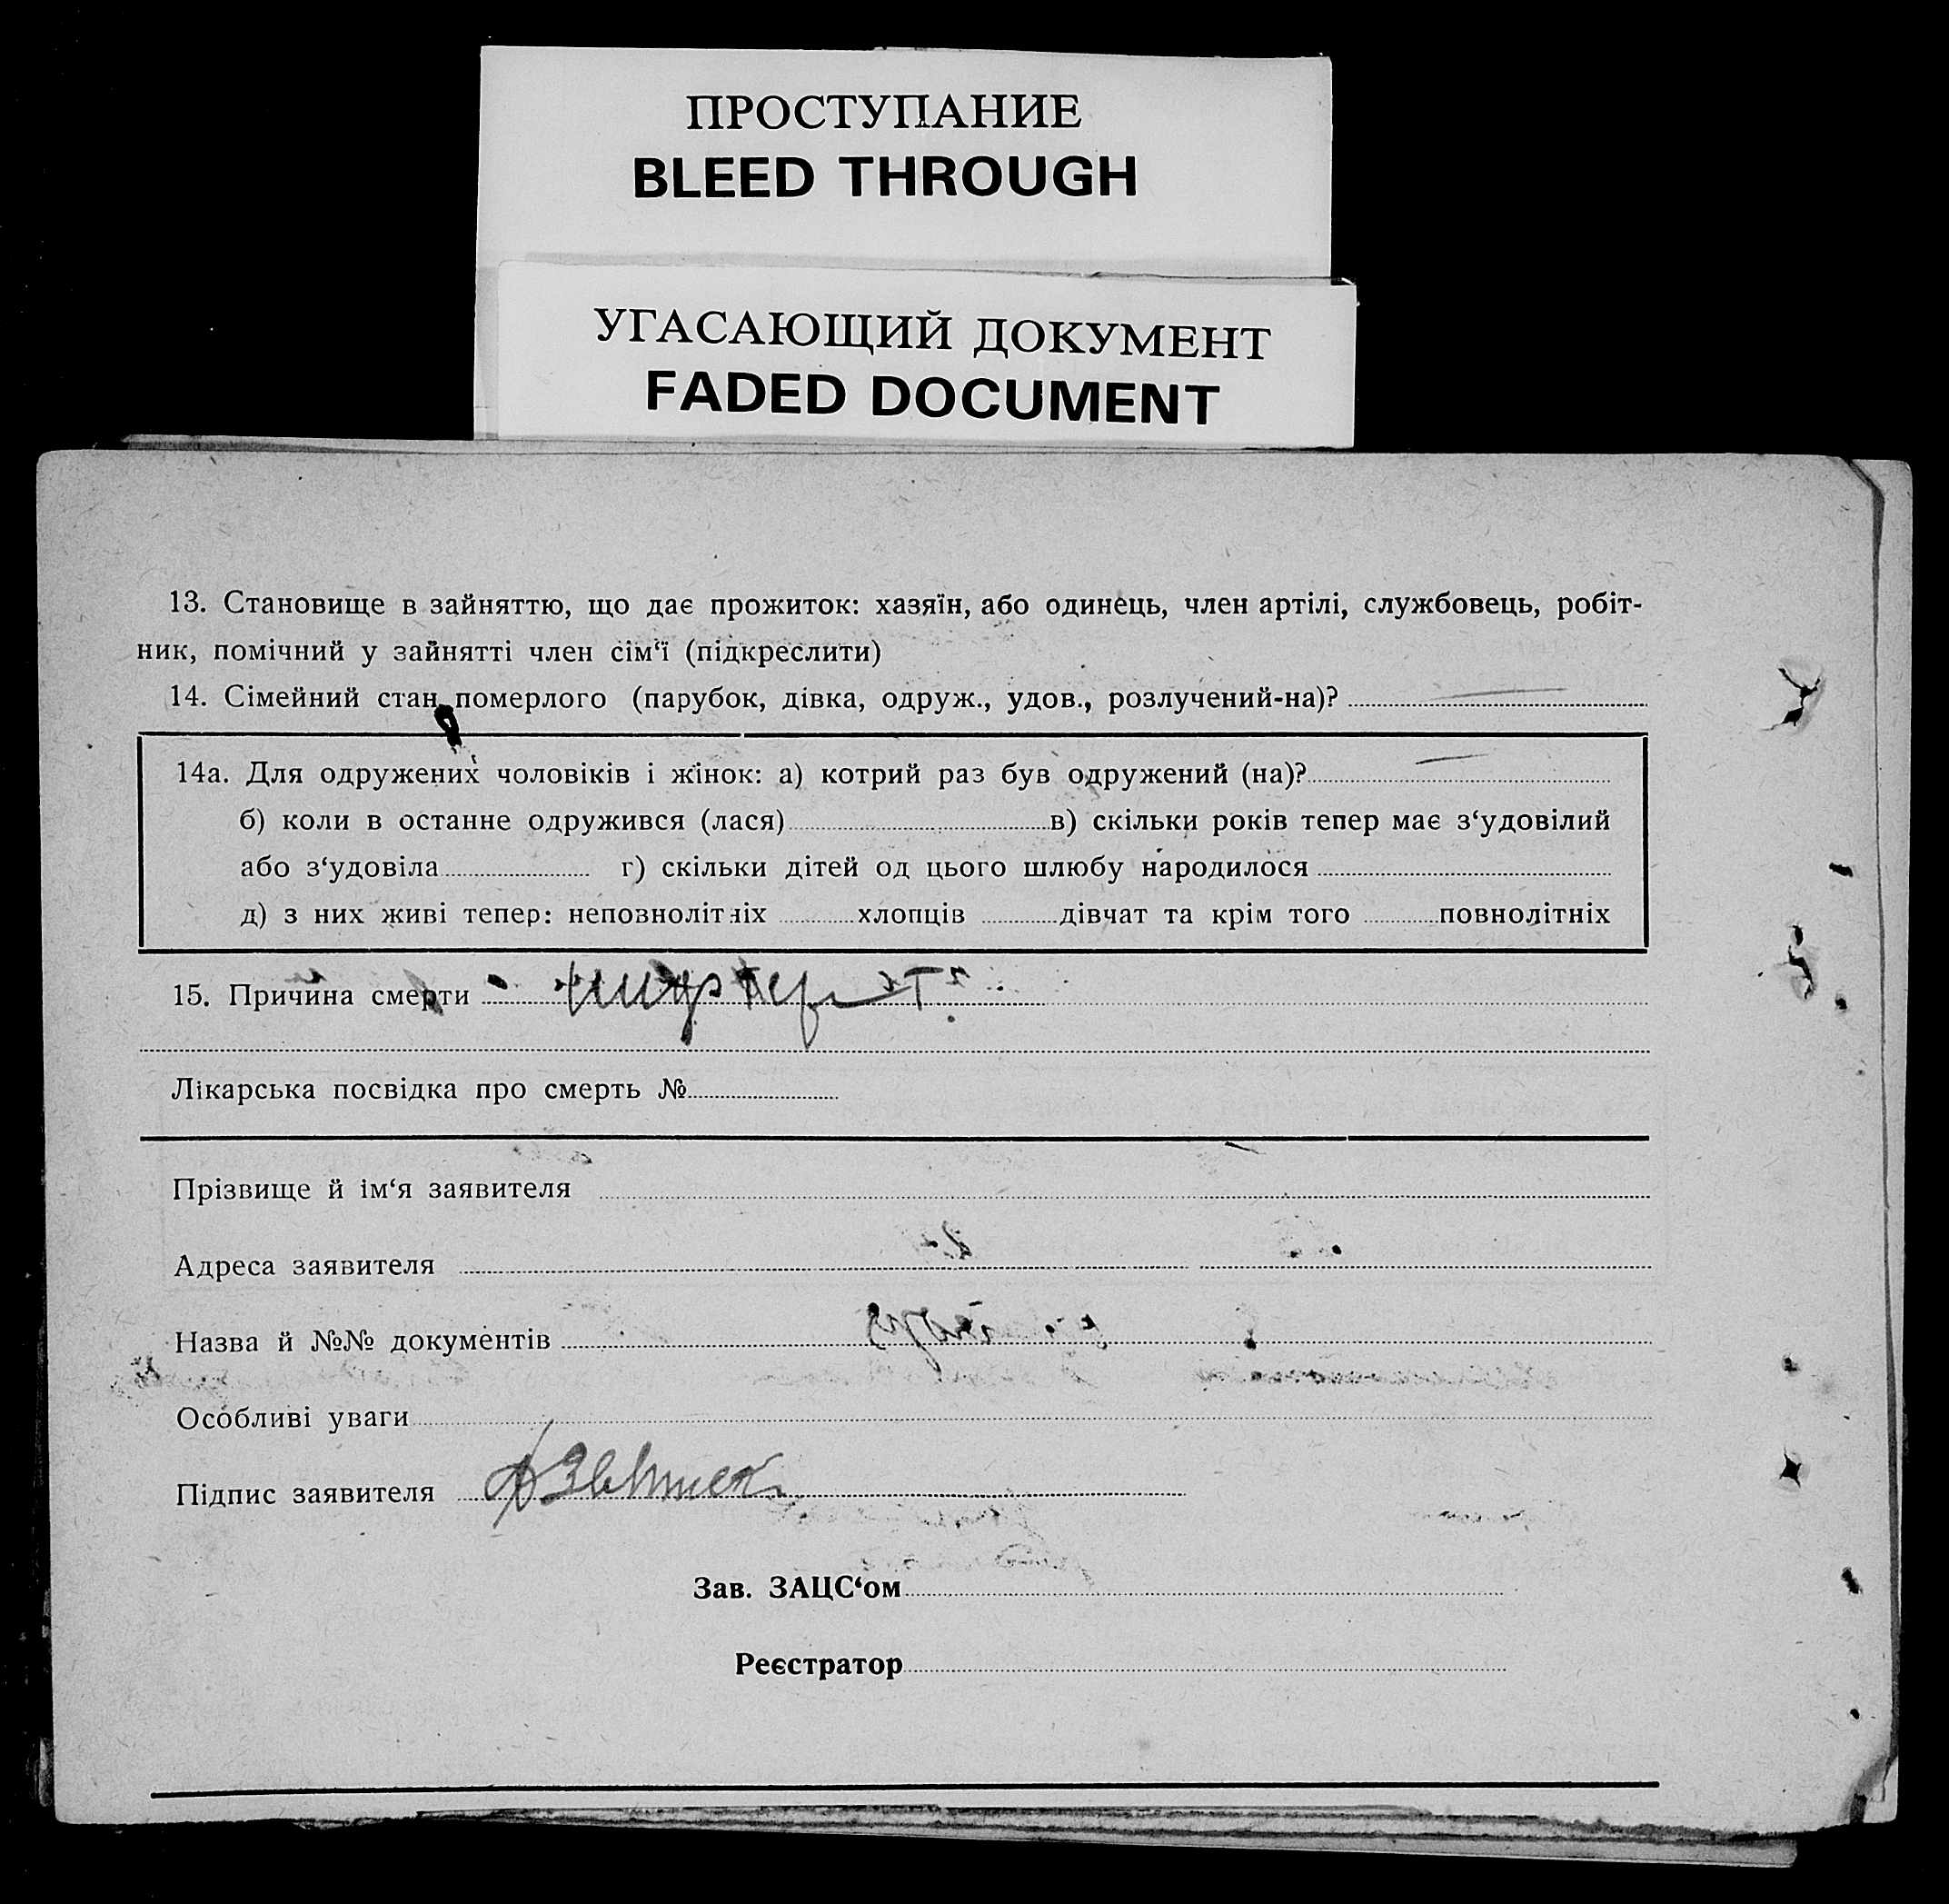 ПРОСТУПАНИЕ
BLEED THROUGH
УГАСАЮЩИЙ ДОКУМЕНТ
FADED DOCUMENT
13. Становище в зайняттю, що дає прожиток: хазяїн, або одинець, член артілі, службовець, робіт-
ник, помічний у зайнятті член сім‘ї (підкреслити)
14. Сімейний стан померлого (парубок, дівка, одруж., удов., розлучений-на)?
14а. Для одружених чоловіків і жінок: а) котрий раз був одружений (на)?
б) коли в останне одружився (лася) в) скільки років тепер має з‘удовілий
або з‘удовіла г) скільки дітей од цього шлюбу народилося
д) з них живі тепер: неповнолітніх хлопців дівчат та крім того повнолітніх
15. Причина смерти
Лікарська посвідка про смерть №
Прізвище й ім‘я заявителя
Адреса заявителя
Назва й №№ документів
Особливі уваги
Підпис заявителя
Зав. ЗАЦС‘ом
Реєстратор